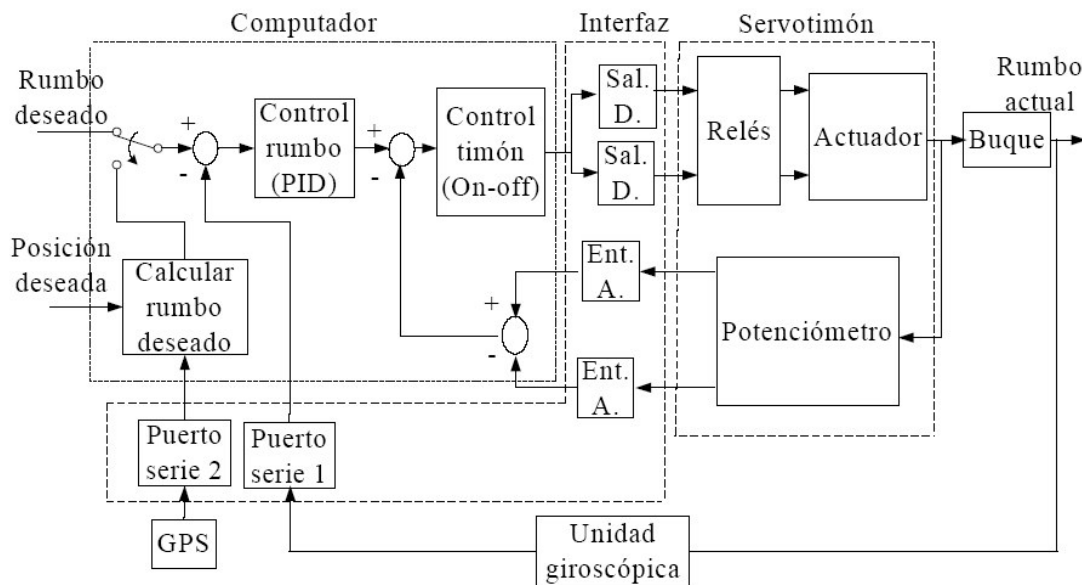 Computador
Interfaz
Servotimón
Rumbo
deseado
+
-
Control
rumbo
(PID)
+
-
Control
timón
(On-off)
Sal.
D.
Sal.
D.
Relés
Actuador
Buque
Rumbo
actual
Posición
deseada
Calcular
rumbo
deseado
+
-
Ent.
A.
Ent.
A.
Potenciómetro
Puerto
serie 2
Puerto
serie 1
GPS
Unidad
giroscópica